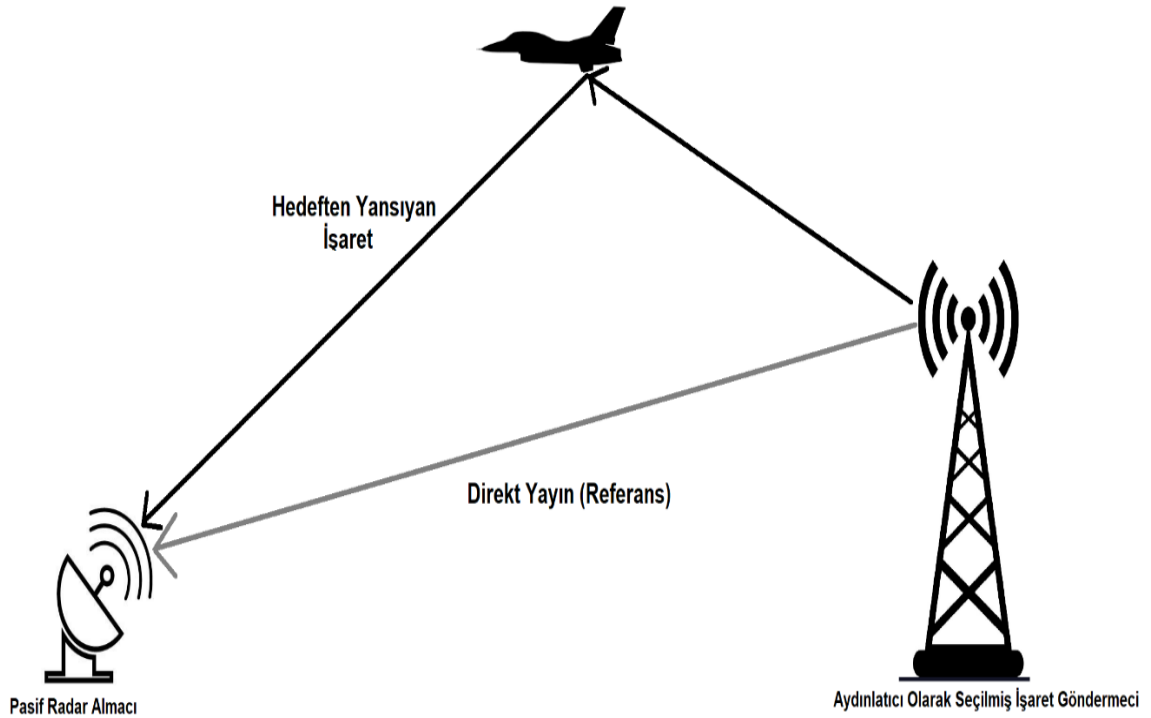 Hedeften Yansıyan
İşaret
Direkt Yayın (Referans)
Pasif Radar Almacı
Aydınlatıcı Olarak Seçilmiş İşaret Göndermeci